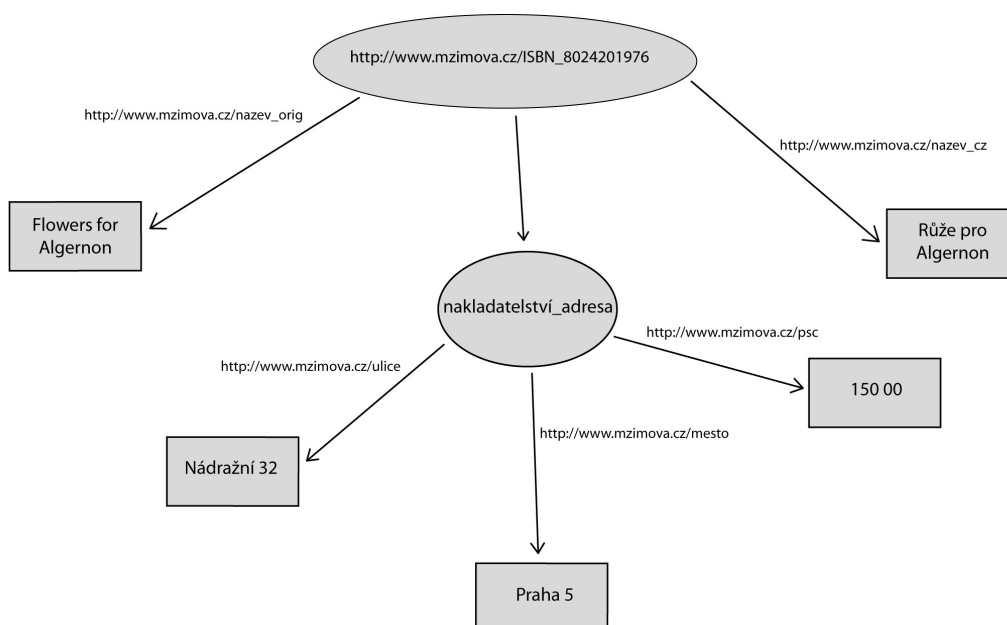 http://www.mzimova.cz/ISBN_8024201976
http://www.mzimova.cz/nazev_orig
http://www.mzimova.cz/nazev_cz
Flowers for
Algernon
Růže pro
Algernon
nakladatelství_adresa
http://www.mzimova.cz/psc
http://www.mzimova.cz/ulice
150 00
http://www.mzimova.cz/mesto
Nádražní 32
Praha 5